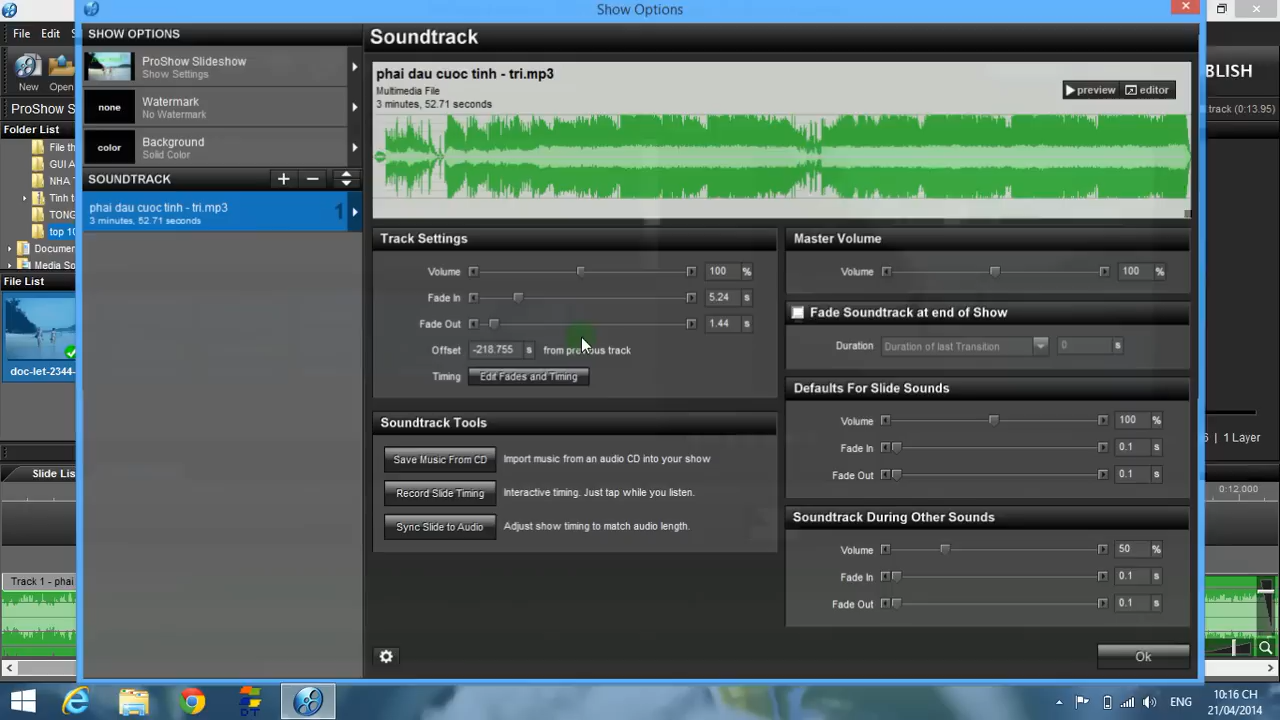 Show Options
File
Edit
New
Open
ProShow S
Folder List
File th
GUI A
NHA
Tinh t
TONG
top 10
Documer
Media So
File List
doc-let-2344-
Slide List
SHOW OPTIONS
ProShow Slideshow
Show Settings
none
Watermark
No Watermark
color
Background
Solid Color
SOUNDTRACK
phai dau cuoc tinh - tri.mp3
1
3 minutes, 52.71 seconds
Soundtrack
phai dau cuoc tinh - tri.mp3
Multimedia File
3 minutes, 52.71 seconds
preview
editor
Track Settings
Volume 100 %
Fade In 5.24 s
Fade Out 1.44 s
Offset -218.755 s from previous track
Timing Edit Fades and Timing
Soundtrack Tools
Save Music From CD Import music from an audio CD into your show
Record Slide Timing Interactive timing. Just tap while you listen.
Sync Slide to Audio Adjust show timing to match audio length.
Master Volume
Volume 100 %
Fade Soundtrack at end of Show
Duration Duration of last Transition 0 s
Defaults For Slide Sounds
Volume 100 %
Fade In 0.1 s
Fade Out 0.1 s
Soundtrack During Other Sounds
Volume 50 %
Fade In 0.1 s
Fade Out 0.1 s
Ok
BLISH
track (0:13.95)
6 | 1 Layer
0:12.000
Track 1 - phai
DT
CH ENG
10:16 CH
21/04/2014